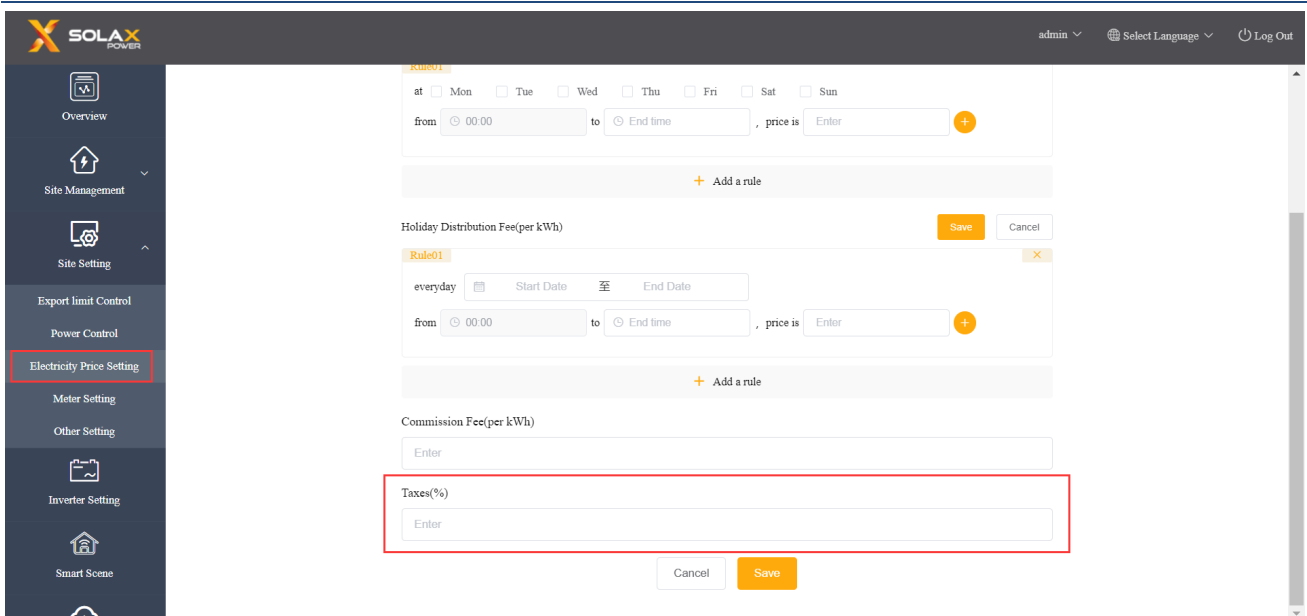 SOLAX
POWER
admin
Select Language
Log Out
Overview
Site Management
Site Setting
Export limit Control
Power Control
Electricity Price Setting
Meter Setting
Other Setting
Inverter Setting
Smart Scene
Rule01
at Mon Tue Wed Thu Fri Sat Sun
from 00:00 to End time , price is Enter +
+ Add a rule
Holiday Distribution Fee(per kWh) Save Cancel
Rule01
everyday Start Date 至 End Date
from 00:00 to End time , price is Enter +
+ Add a rule
Commission Fee(per kWh)
Enter
Taxes(%)
Enter
Cancel Save